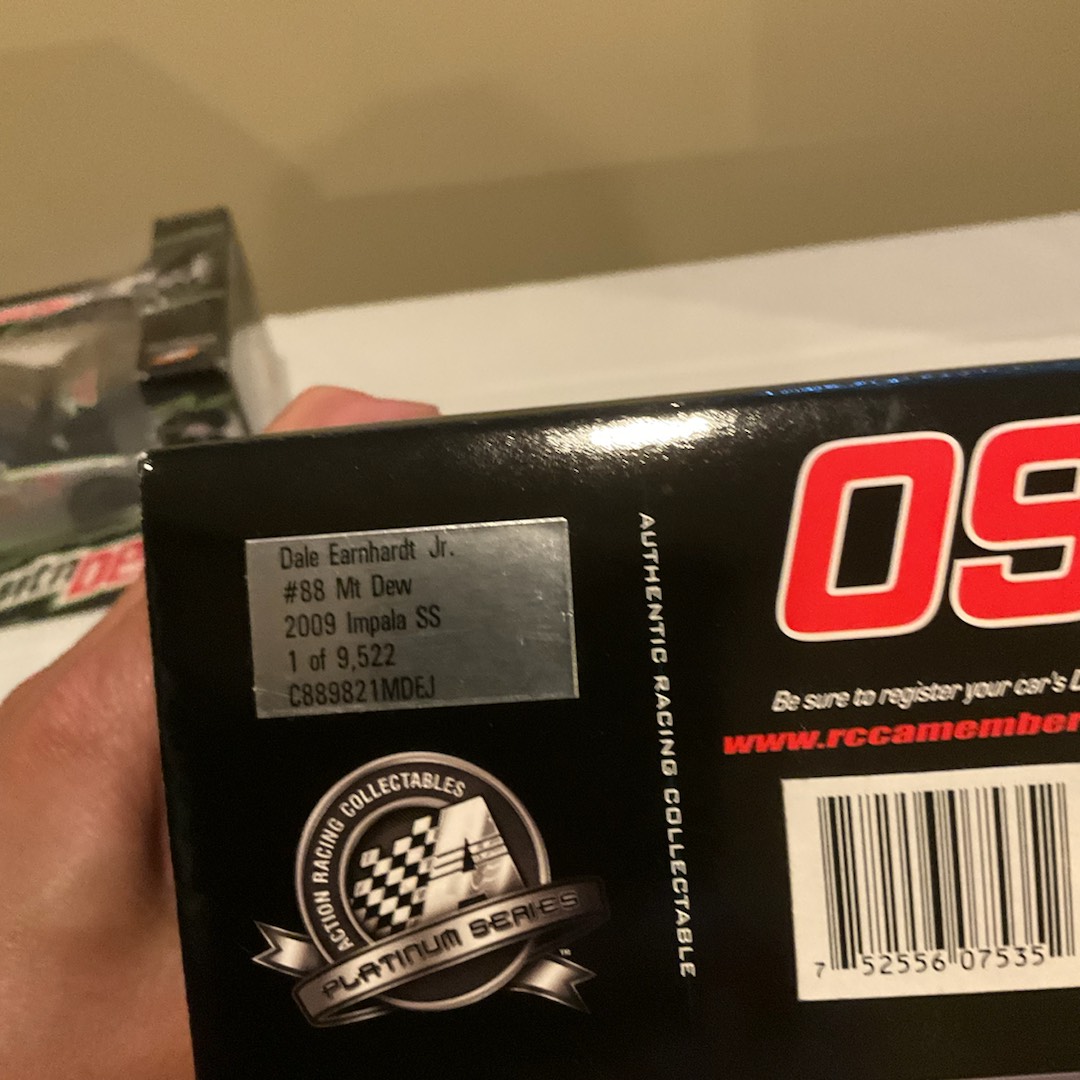 Dale Earnhardt Jr.
#88 Mt Dew
2009 Impala SS
1 of 9,522
C889821MDEJ
ACTION RACING COLLECTABLES
A
PLATINUM SERIES
™
AUTHENTIC RACING COLLECTABLE
09
Be sure to register your car's
www.rccamember
7 52556 07535